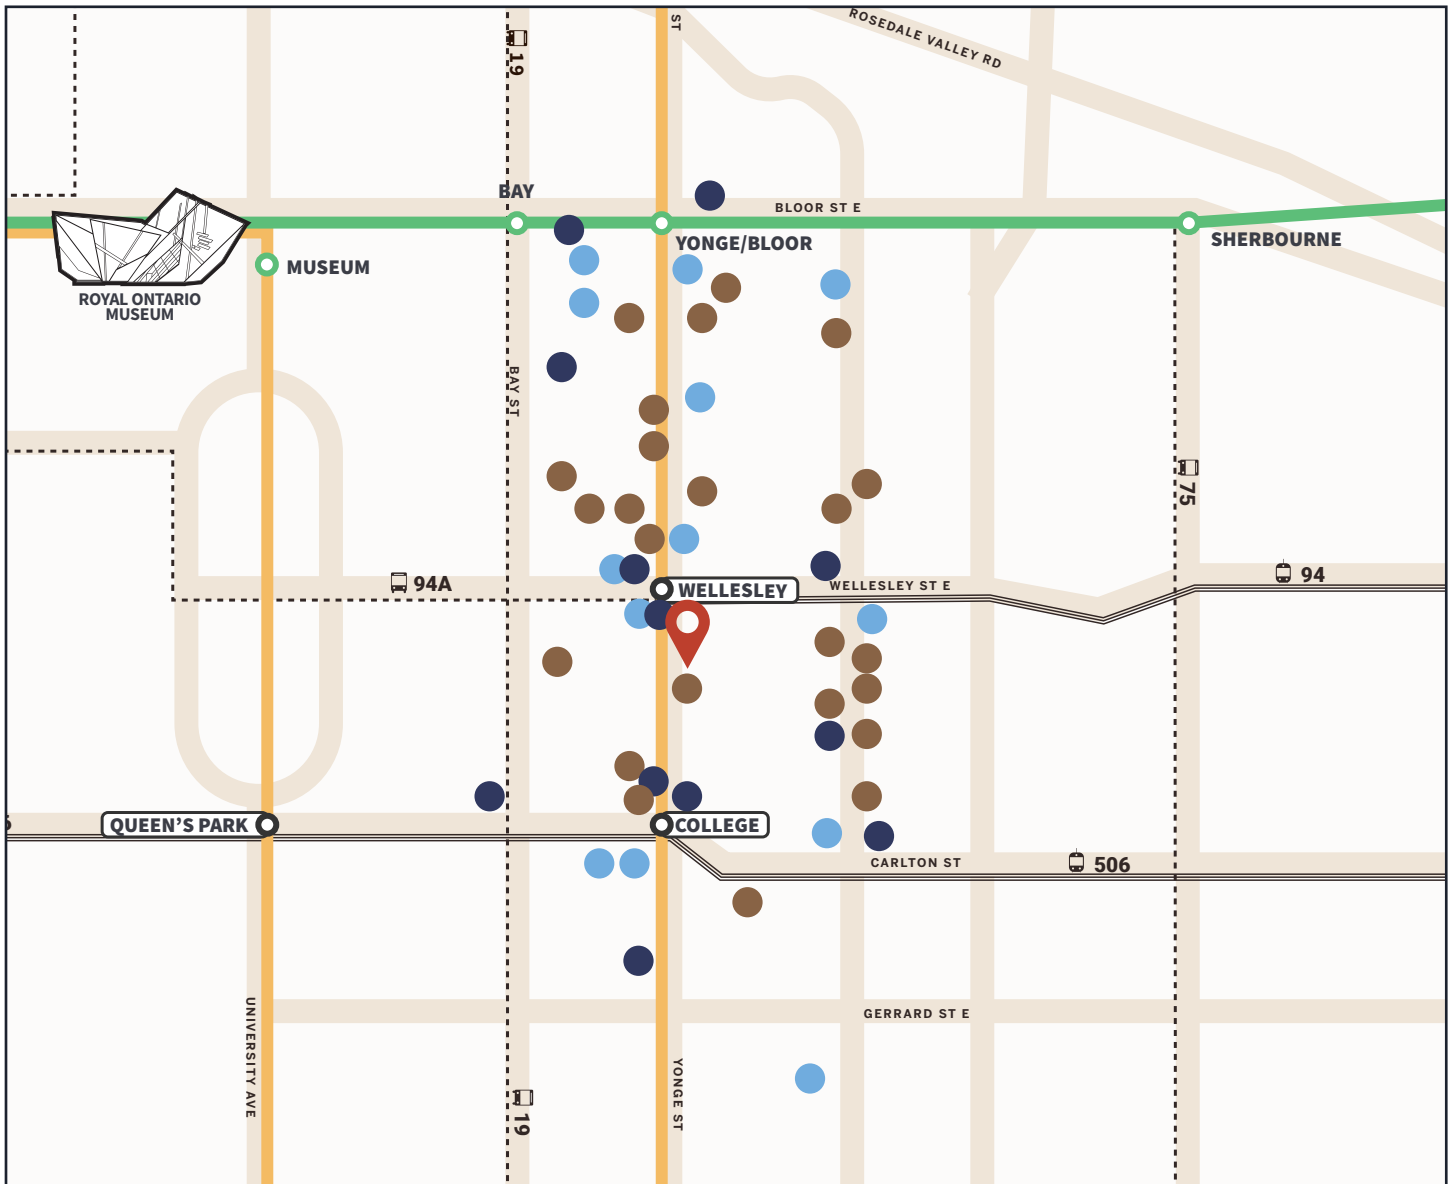 ROSEDALE VALLEY RD
ST
19
BAY
BLOOR ST E
YONGE/BLOOR
SHERBOURNE
MUSEUM
ROYAL ONTARIO
MUSEUM
BAY ST
75
94A
WELLESLEY
WELLESLEY ST E
94
QUEEN'S PARK
COLLEGE
CARLTON ST
506
UNIVERSITY AVE
GERRARD ST E
YONGE ST
19